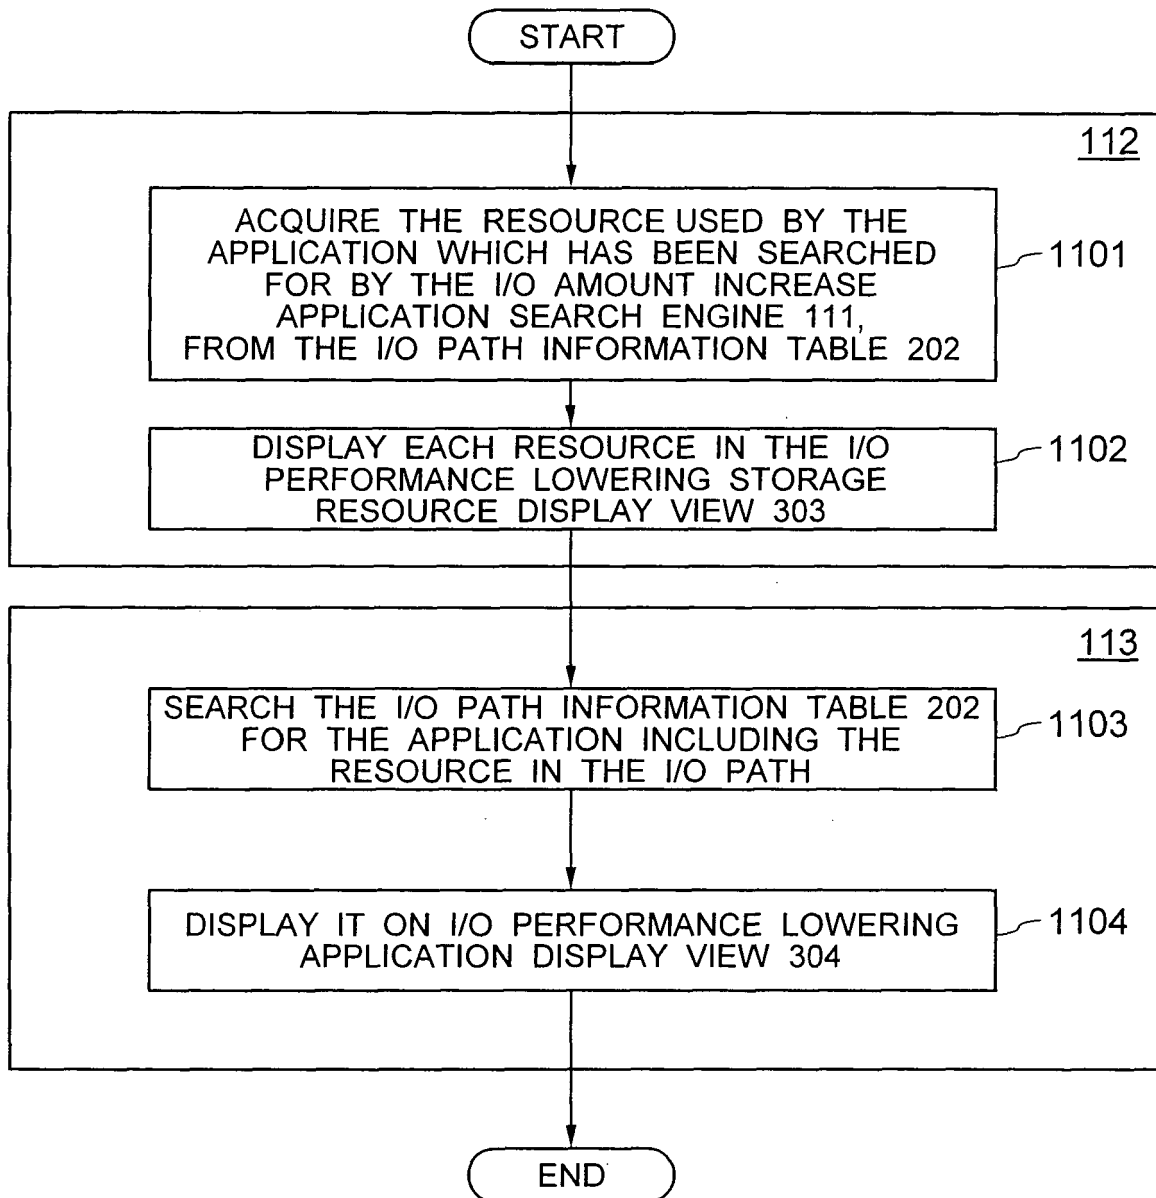 START
112
ACQUIRE THE RESOURCE USED BY THE
APPLICATION WHICH HAS BEEN SEARCHED
FOR BY THE I/O AMOUNT INCREASE
APPLICATION SEARCH ENGINE 111,
FROM THE I/O PATH INFORMATION TABLE 202
1101
DISPLAY EACH RESOURCE IN THE I/O
PERFORMANCE LOWERING STORAGE
RESOURCE DISPLAY VIEW 303
1102
113
SEARCH THE I/O PATH INFORMATION TABLE 202
FOR THE APPLICATION INCLUDING THE
RESOURCE IN THE I/O PATH
1103
DISPLAY IT ON I/O PERFORMANCE LOWERING
APPLICATION DISPLAY VIEW 304
1104
END